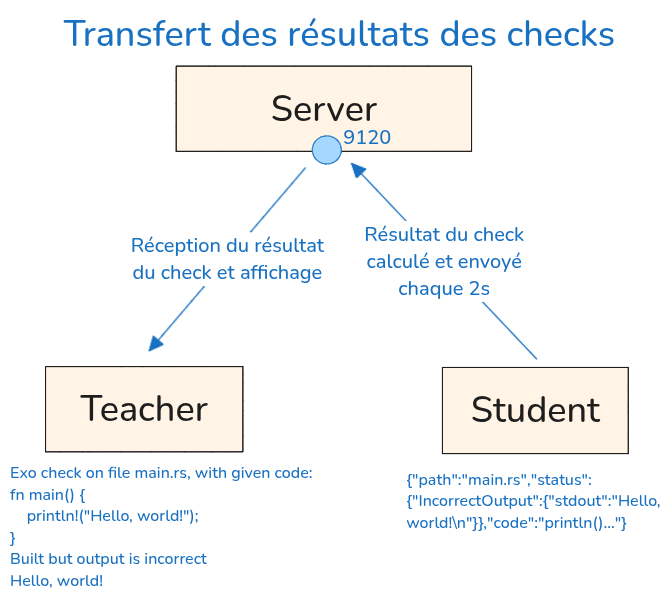 Transfert des résultats des checks
Server
9120
Réception du résultat
du check et affichage
Résultat du check
calculé et envoyé
chaque 2s
Teacher
Student
Exo check on file main.rs, with given code:
fn main() {
    println!("Hello, world!");
}
Built but output is incorrect
Hello, world!
{"path":"main.rs","status":
{"IncorrectOutput":{"stdout":"Hello,
world!\n"}},"code":"println()..."}